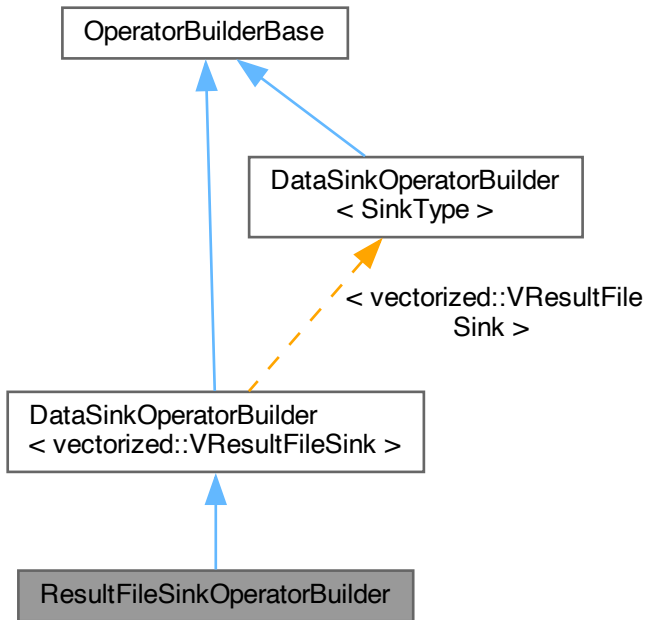 OperatorBuilderBase
DataSinkOperatorBuilder
< SinkType >
< vectorized::VResultFile
Sink >
DataSinkOperatorBuilder
< vectorized::VResultFileSink >
ResultFileSinkOperatorBuilder